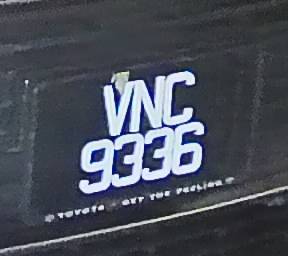 VNC
9336
TOYOTA - GET THE FEELING